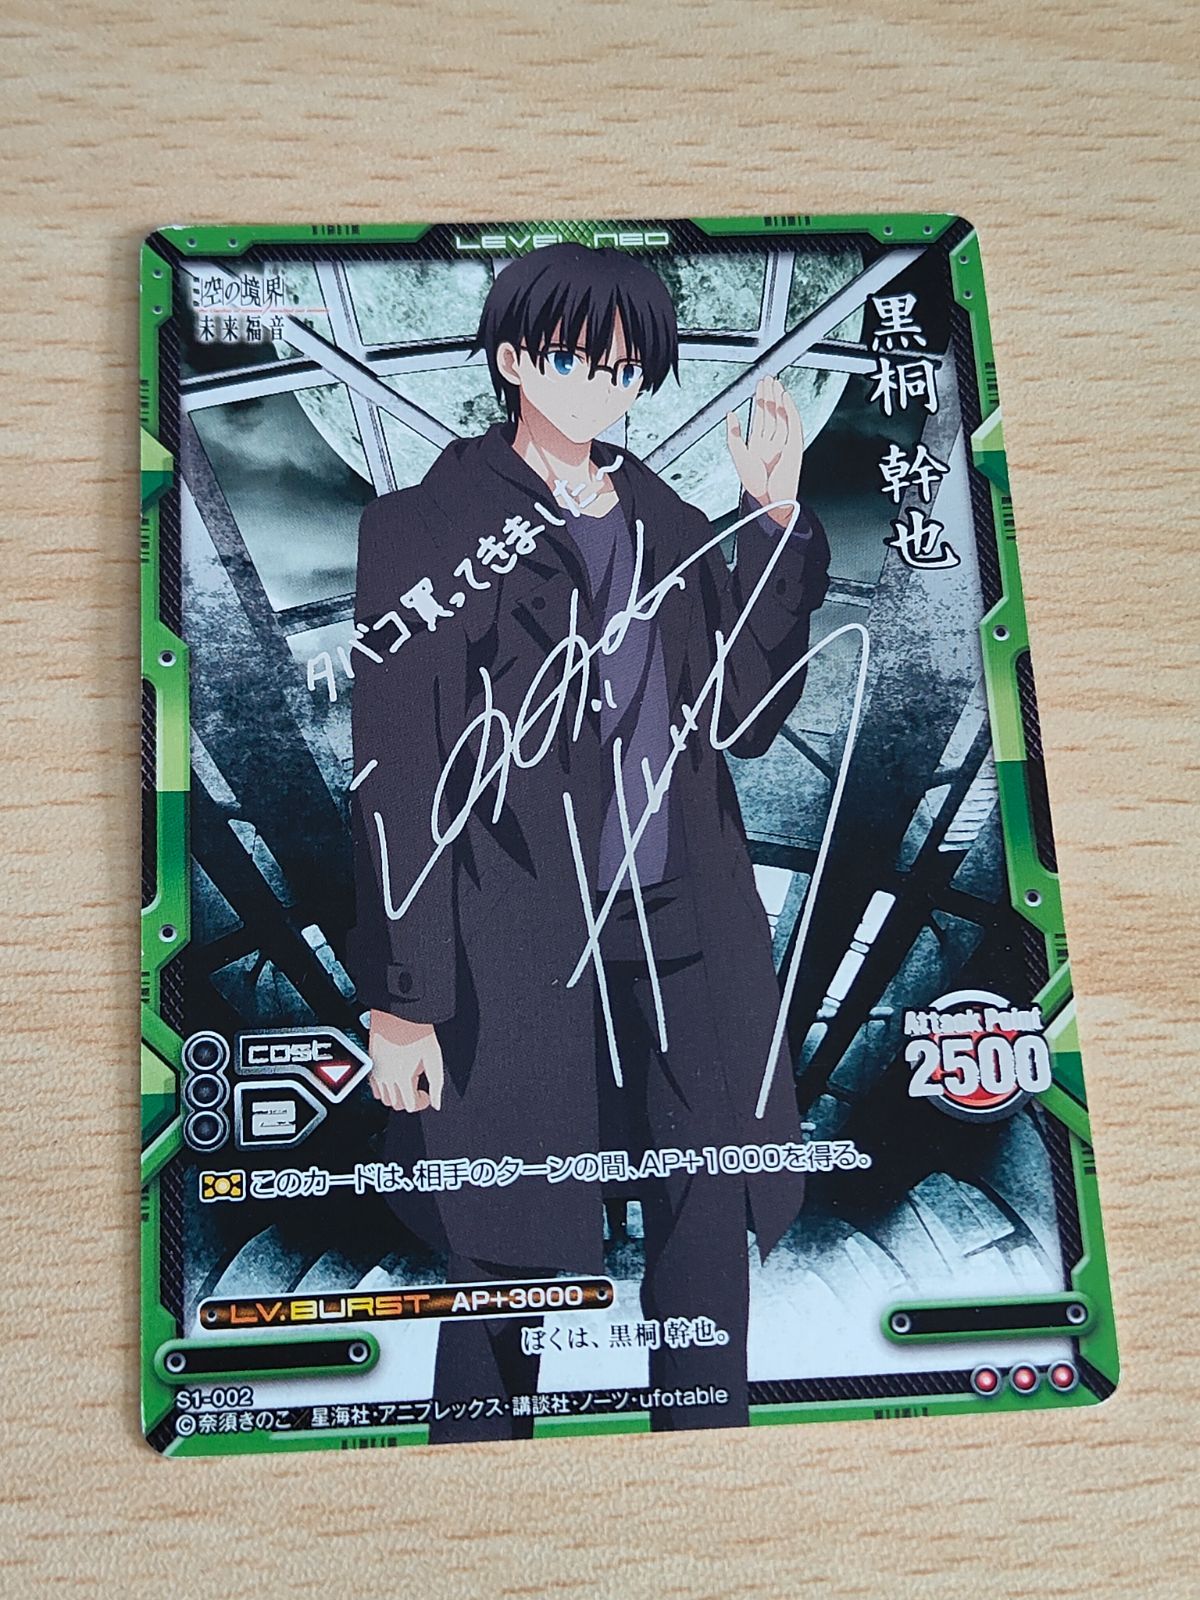 LEVEL.NEO
空の境界
未来福音
黒桐 幹也
タバコ買ってきました〜
cost
2
Attack Point
2500
このカードは、相手のターンの間、AP+1000を得る。
LV.BURST AP+3000
ぼくは、黒桐 幹也。
S1-002
©奈須きのこ/星海社・アニプレックス・講談社・ノーツ・ufotable